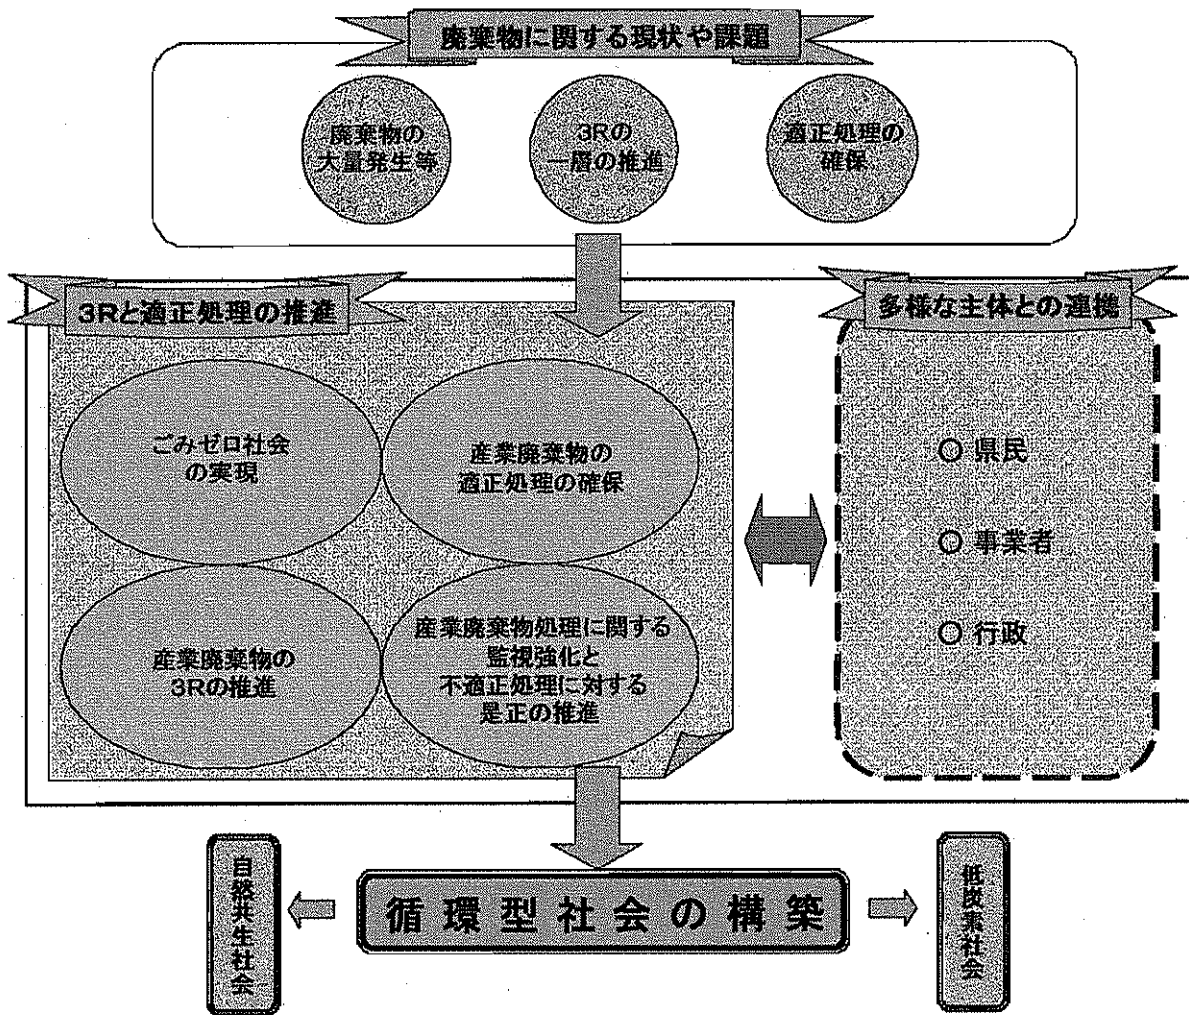 廃棄物に関する現状や課題
廃棄物の
大量発生等
3Rの
一層の推進
適正処理の
確保
3Rと適正処理の推進
ごみゼロ社会
の実現
産業廃棄物の
適正処理の確保
産業廃棄物の
3Rの推進
産業廃棄物処理に関する
監視強化と
不適正処理に対する
是正の推進
多様な主体との連携
○ 県民
○ 事業者
○ 行政
自然共生社会
循環型社会の構築
低炭素社会